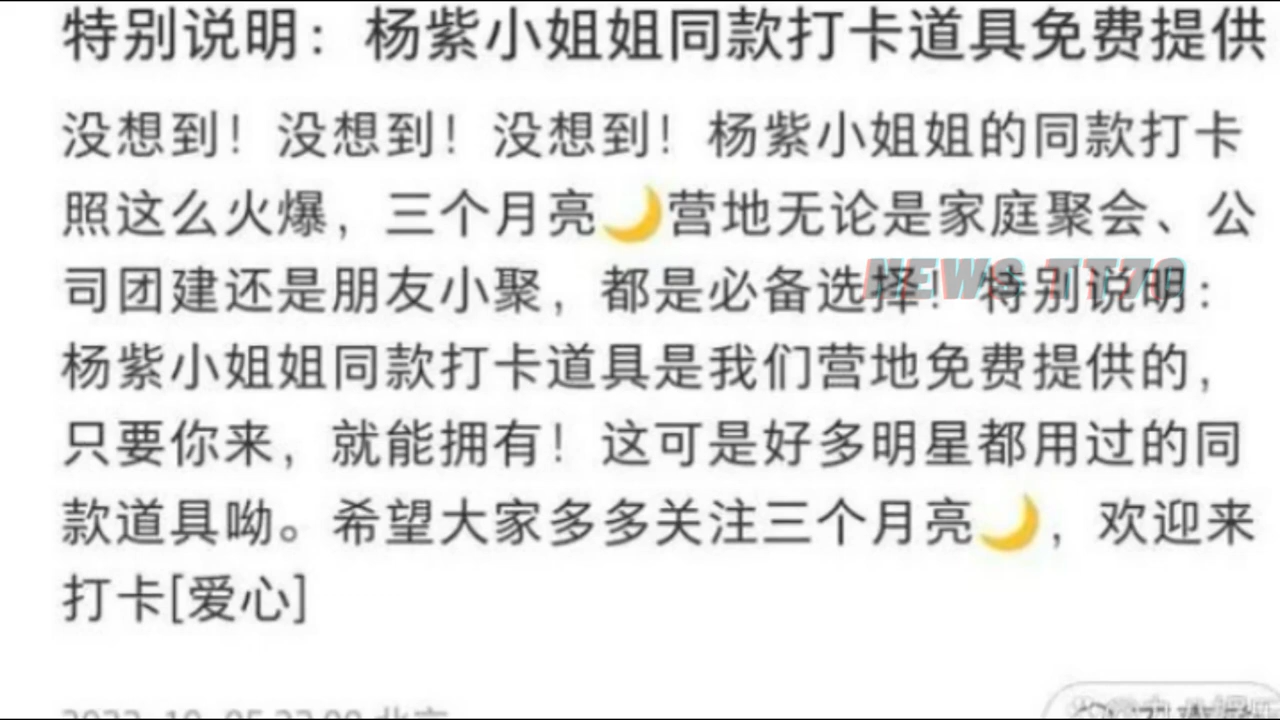 特别说明：杨紫小姐姐同款打卡道具免费提供
没想到！没想到！没想到！杨紫小姐姐的同款打卡
照这么火爆，三个月亮🌙营地无论是家庭聚会、公
司团建还是朋友小聚，都是必备选择！特别说明：
NEWS TT70
杨紫小姐姐同款打卡道具是我们营地免费提供的，
只要你来，就能拥有！这可是好多明星都用过的同
款道具呦。希望大家多多关注三个月亮🌙，欢迎来
打卡[爱心]